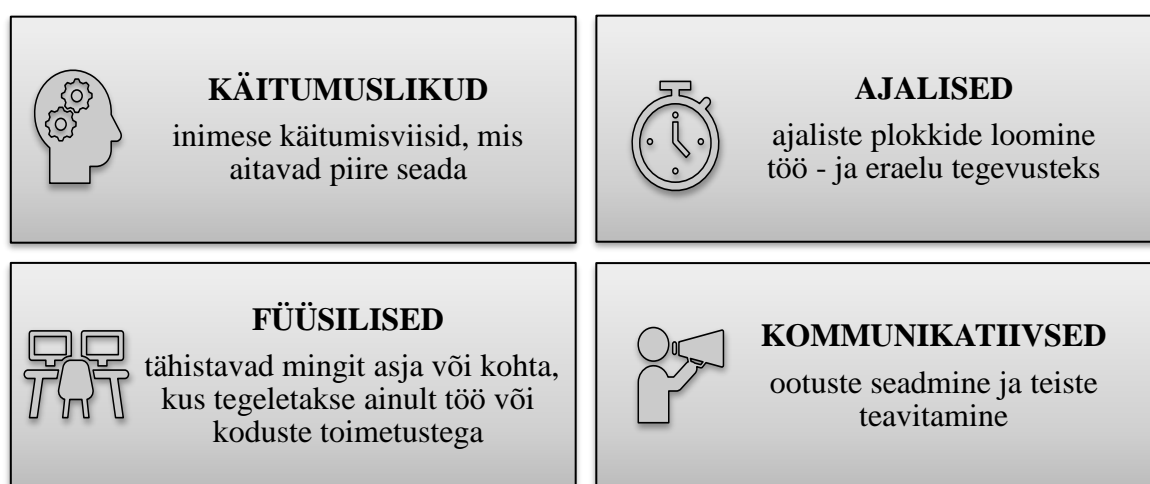 KÄITUMUSLIKUD
inimese käitumisviisid, mis
aitavad piire seada
AJALISED
ajaliste plokkide loomine
töö - ja eraelu tegevusteks
FÜÜSILISED
tähistavad mingit asja või kohta,
kus tegeletakse ainult töö või
koduste toimetustega
KOMMUNIKATIIVSED
ootuste seadmine ja teiste
teavitamine